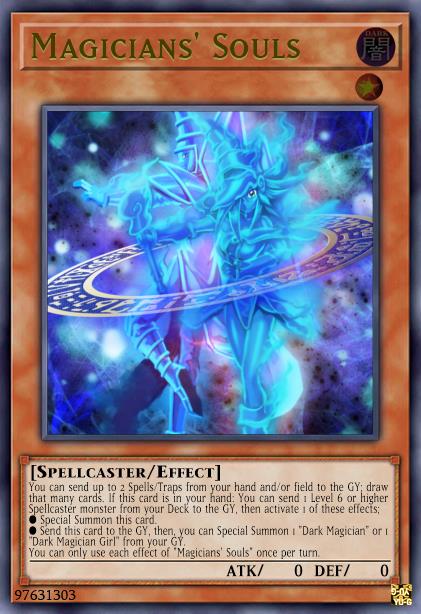 Magicians' Souls
DARK
闇
[Spellcaster/Effect]
You can send up to 2 Spells/Traps from your hand and/or field to the GY; draw
that many cards. If this card is in your hand: You can send 1 Level 6 or higher
Spellcaster monster from your Deck to the GY, then activate 1 of these effects;
● Special Summon this card.
● Send this card to the GY, then, you can Special Summon 1 "Dark Magician" or 1
"Dark Magician Girl" from your GY.
You can only use each effect of "Magicians' Souls" once per turn.
ATK/ 0 DEF/ 0
97631303